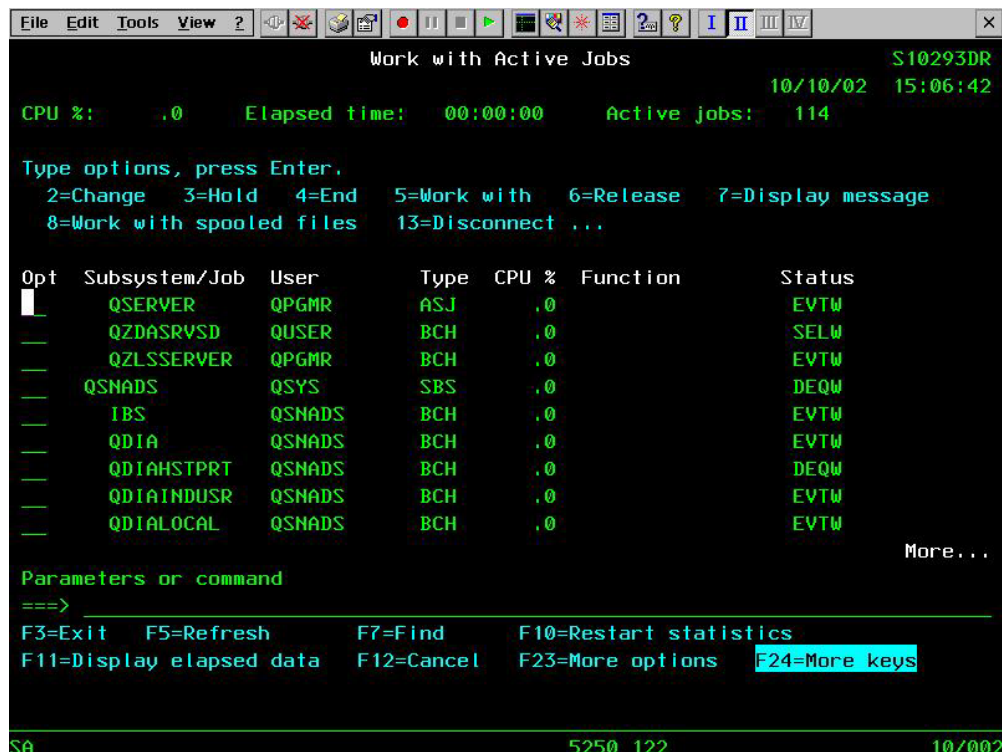 File Edit Tools View ? I II III IV
Work with Active Jobs S10293DR
10/10/02 15:06:42
CPU %: .0 Elapsed time: 00:00:00 Active jobs: 114
Type options, press Enter.
2=Change 3=Hold 4=End 5=Work with 6=Release 7=Display message
8=Work with spooled files 13=Disconnect ...
Opt Subsystem/Job User Type CPU % Function Status
QSERVER QPGMR ASJ .0 EVTW
QZDASRVSD QUSER BCH .0 SELW
QZLSSERVER QPGMR BCH .0 EVTW
QSNADS QSYS SBS .0 DEQW
IBS QSNADS BCH .0 EVTW
QDIA QSNADS BCH .0 EVTW
QDIAHSTPRT QSNADS BCH .0 DEQW
QDIAINDUSR QSNADS BCH .0 EVTW
QDIALOCAL QSNADS BCH .0 EVTW
More...
Parameters or command
===>
F3=Exit F5=Refresh F7=Find F10=Restart statistics
F11=Display elapsed data F12=Cancel F23=More options F24=More keys
SA 5250 122 10/002